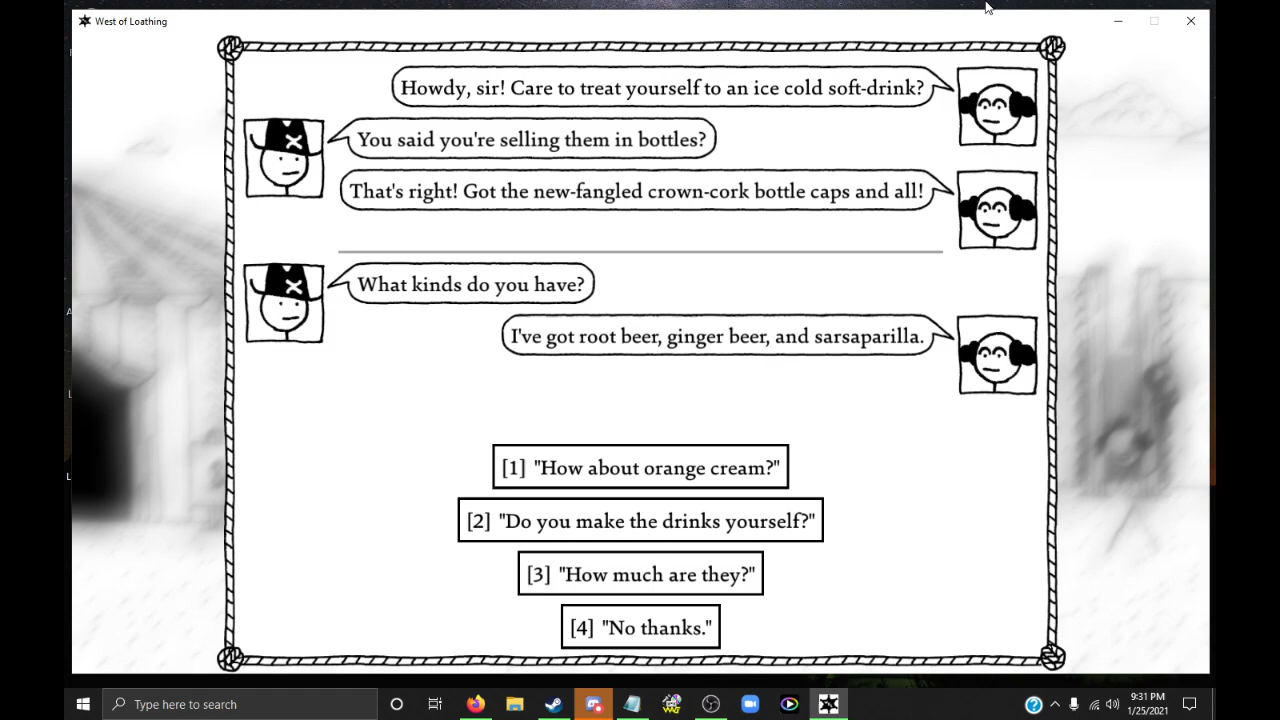 West of Loathing
Howdy, sir! Care to treat yourself to an ice cold soft-drink?
You said you're selling them in bottles?
That's right! Got the new-fangled crown-cork bottle caps and all!
What kinds do you have?
I've got root beer, ginger beer, and sarsaparilla.
[1] "How about orange cream?"
[2] "Do you make the drinks yourself?"
[3] "How much are they?"
[4] "No thanks."
Type here to search
9:31 PM
1/25/2021